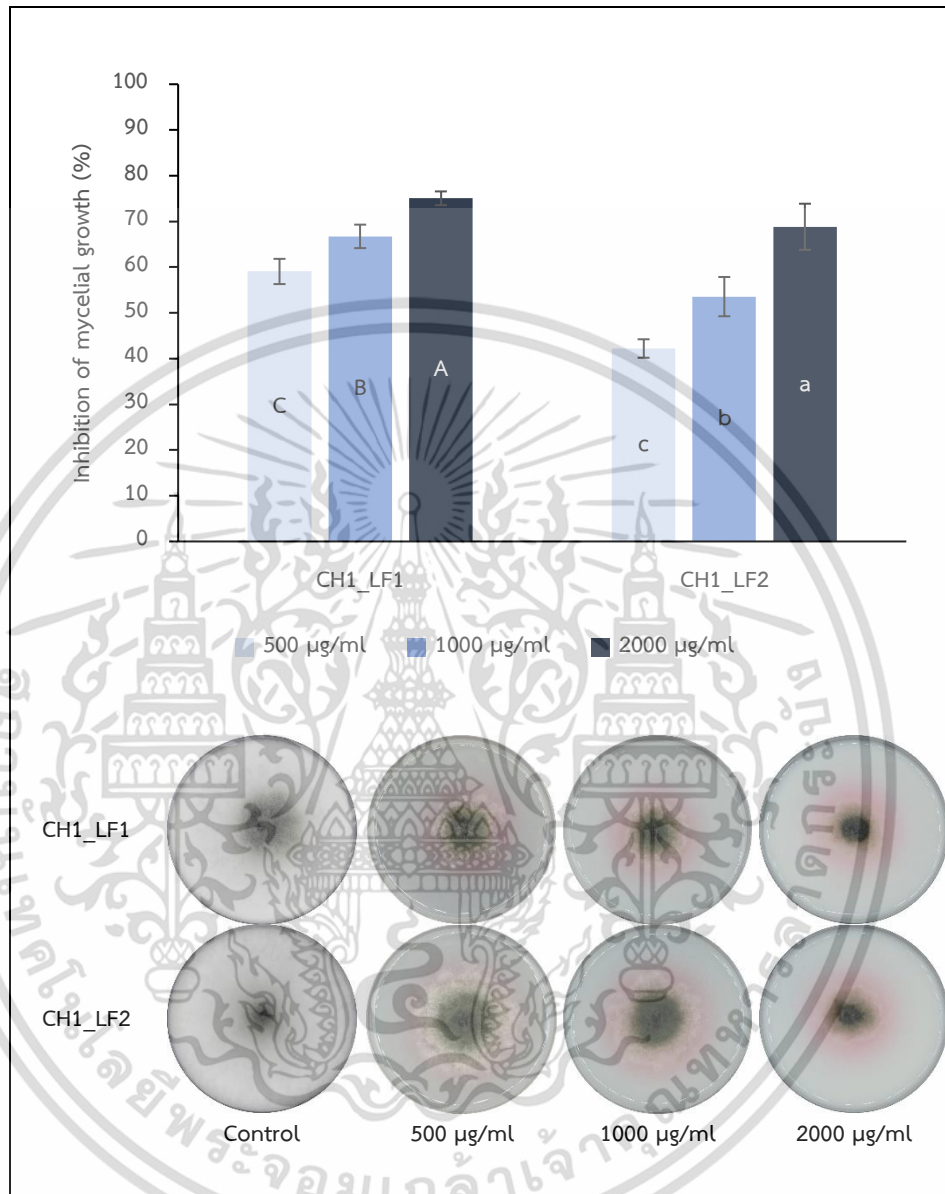 100
90
80
70
60
50
40
30
20
10
0
Inhibition of mycelial growth (%)
C
B
A
c
b
a
CH1_LF1
CH1_LF2
500 µg/ml
1000 µg/ml
2000 µg/ml
CH1_LF1
CH1_LF2
Control
500 µg/ml
1000 µg/ml
2000 µg/ml